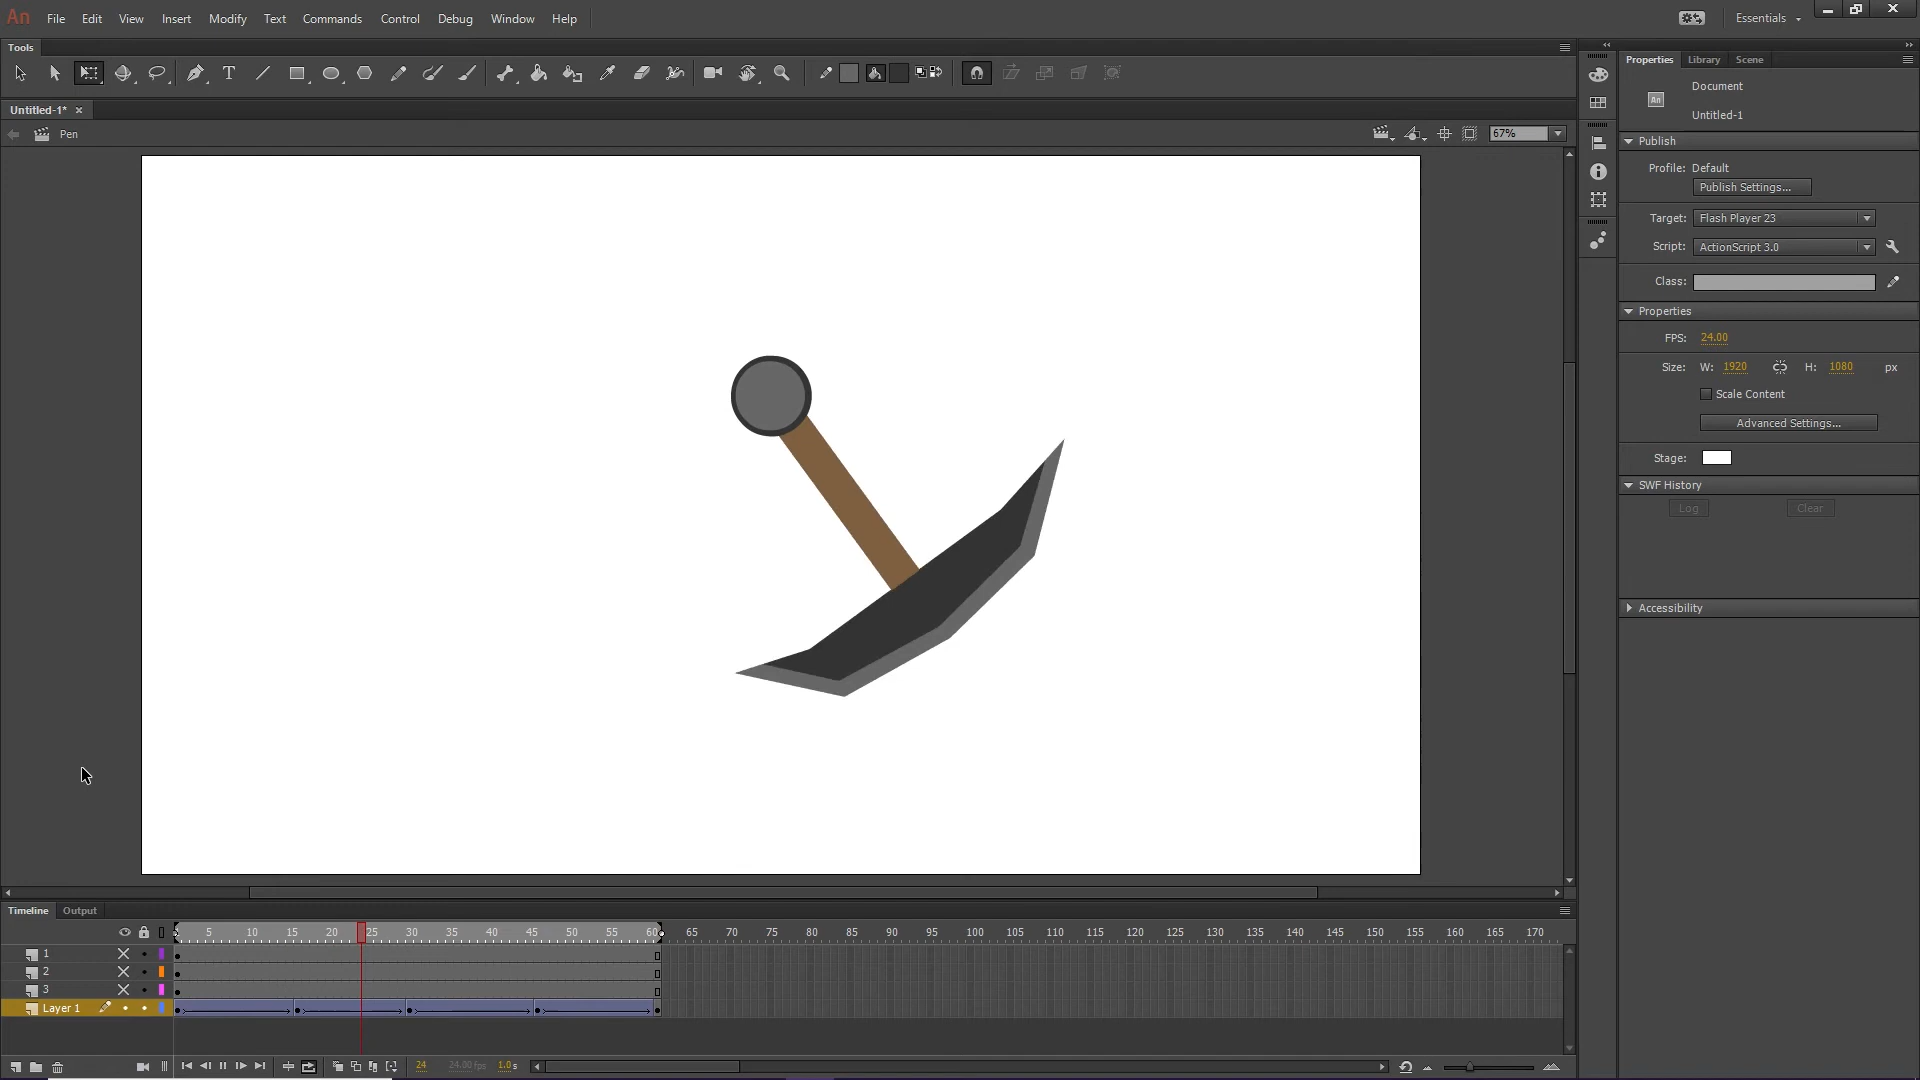 An File Edit View Insert Modify Text Commands Control Debug Window Help Essentials
Tools
Properties Library Scene
T
An Document
Untitled-1
Untitled-1*
Pen 67%
Publish
Profile: Default
Publish Settings...
Target: Flash Player 23
Script: ActionScript 3.0
Class:
Properties
FPS: 24.00
Size: W: 1920 H: 1080 px
Scale Content
Advanced Settings...
Stage:
SWF History
Log Clear
Accessibility
Timeline Output
5 10 15 20 25 30 35 40 45 50 55 60 65 70 75 80 85 90 95 100 105 110 115 120 125 130 135 140 145 150 155 160 165 170
1
2
3
Layer 1
24 24.00 fps 1.0 s